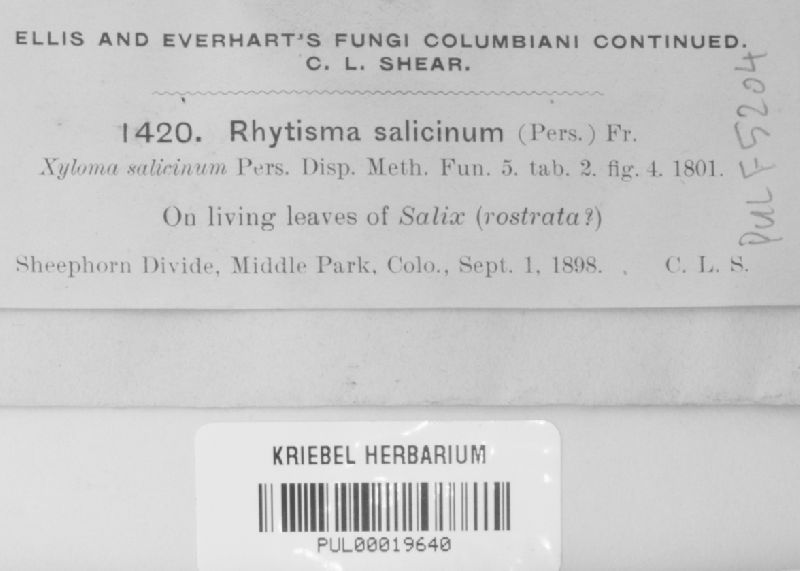 ELLIS AND EVERHART'S FUNGI COLUMBIANI CONTINUED.
C. L. SHEAR.
1420. Rhytisma salicinum (Pers.) Fr.
Xyloma salicinum Pers. Disp. Meth. Fun. 5. tab. 2. fig. 4. 1801.
On living leaves of Salix (rostrata?)
Sheephorn Divide, Middle Park, Colo., Sept. 1, 1898. C. L. S.
PUL F5204
KRIEBEL HERBARIUM
PUL00019640